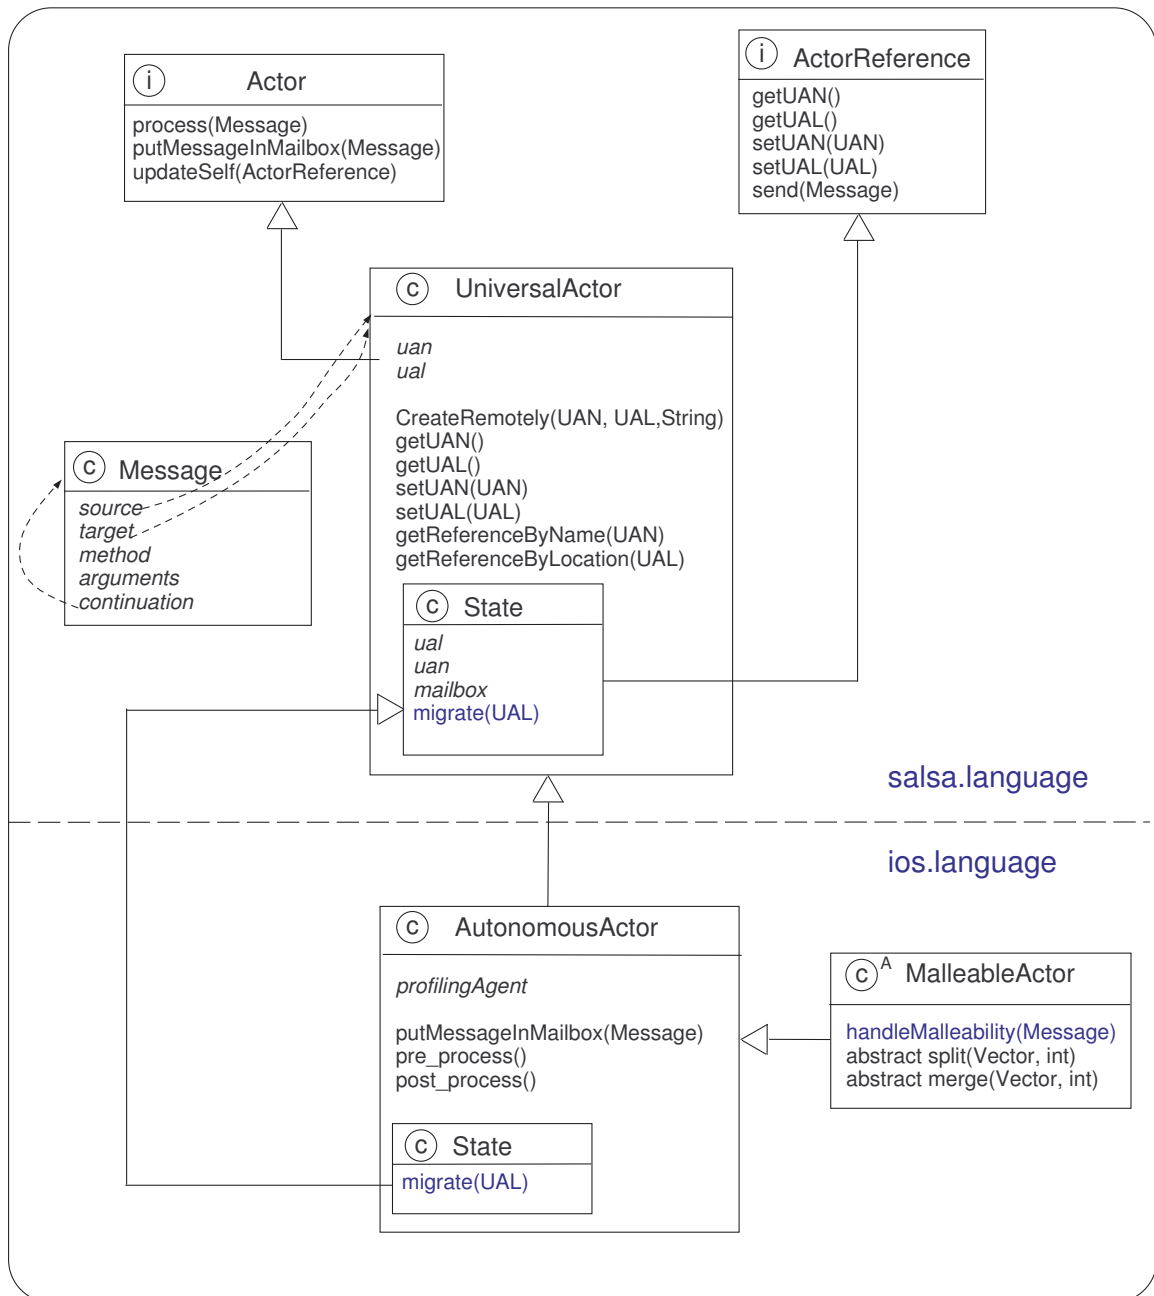 i
Actor
process(Message)
putMessageInMailbox(Message)
updateSelf(ActorReference)
i
ActorReference
getUAN()
getUAL()
setUAN(UAN)
setUAL(UAL)
send(Message)
c
UniversalActor
uan
ual
CreateRemotely(UAN, UAL,String)
getUAN()
getUAL()
setUAN(UAN)
setUAL(UAL)
getReferenceByName(UAN)
getReferenceByLocation(UAL)
c
Message
source
target
method
arguments
continuation
c
State
ual
uan
mailbox
migrate(UAL)
salsa.language
ios.language
c
AutonomousActor
profilingAgent
putMessageInMailbox(Message)
pre_process()
post_process()
c
State
migrate(UAL)
c A
MalleableActor
handleMalleability(Message)
abstract split(Vector, int)
abstract merge(Vector, int)